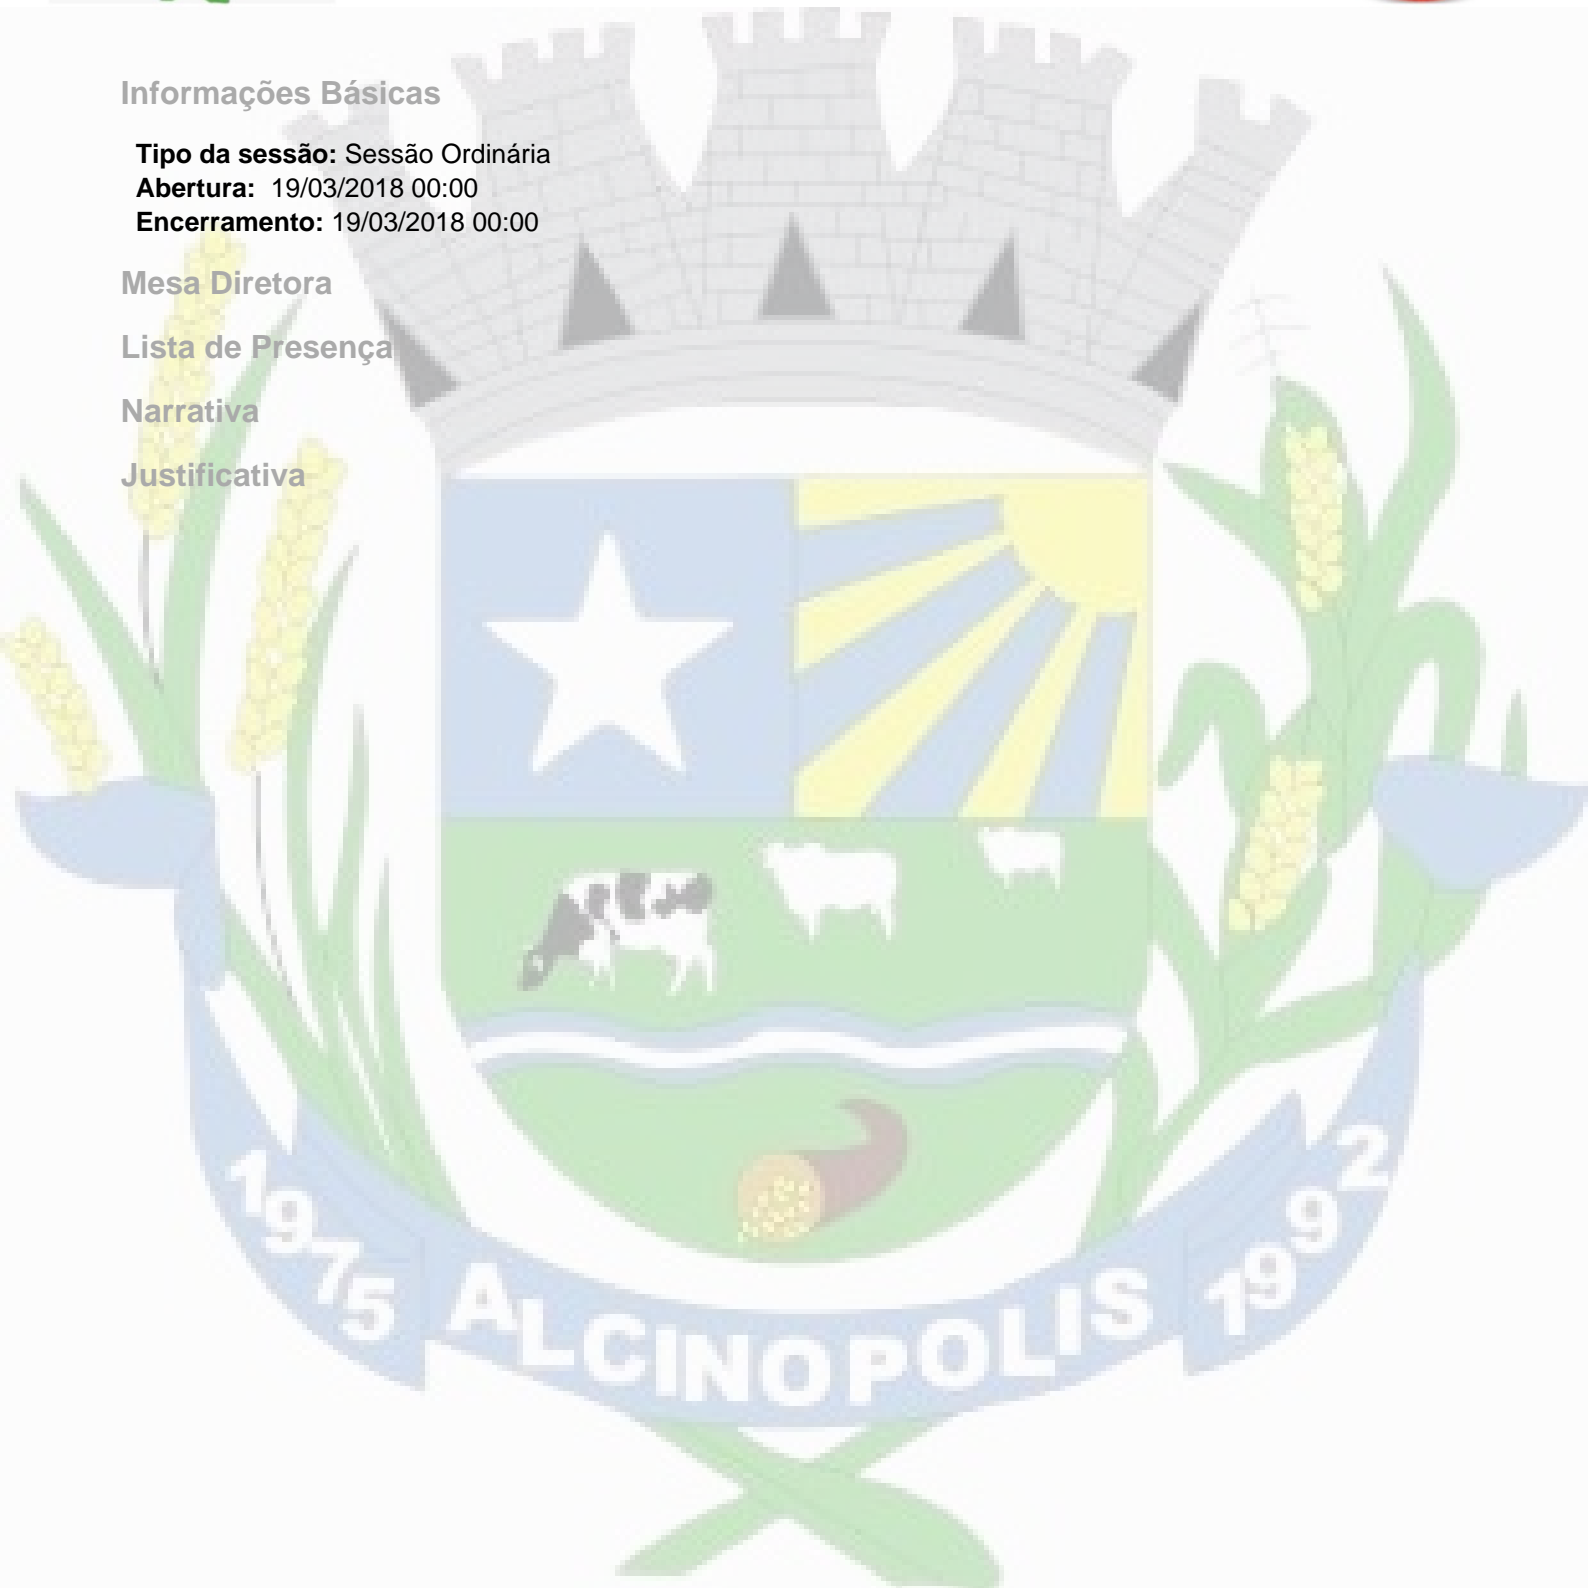 Informações Básicas
Tipo da sessão: Sessão Ordinária
Abertura: 19/03/2018 00:00
Encerramento: 19/03/2018 00:00
Mesa Diretora
Lista de Presença
Narrativa
Justificativa
1975 ALCINOPOLIS 1992